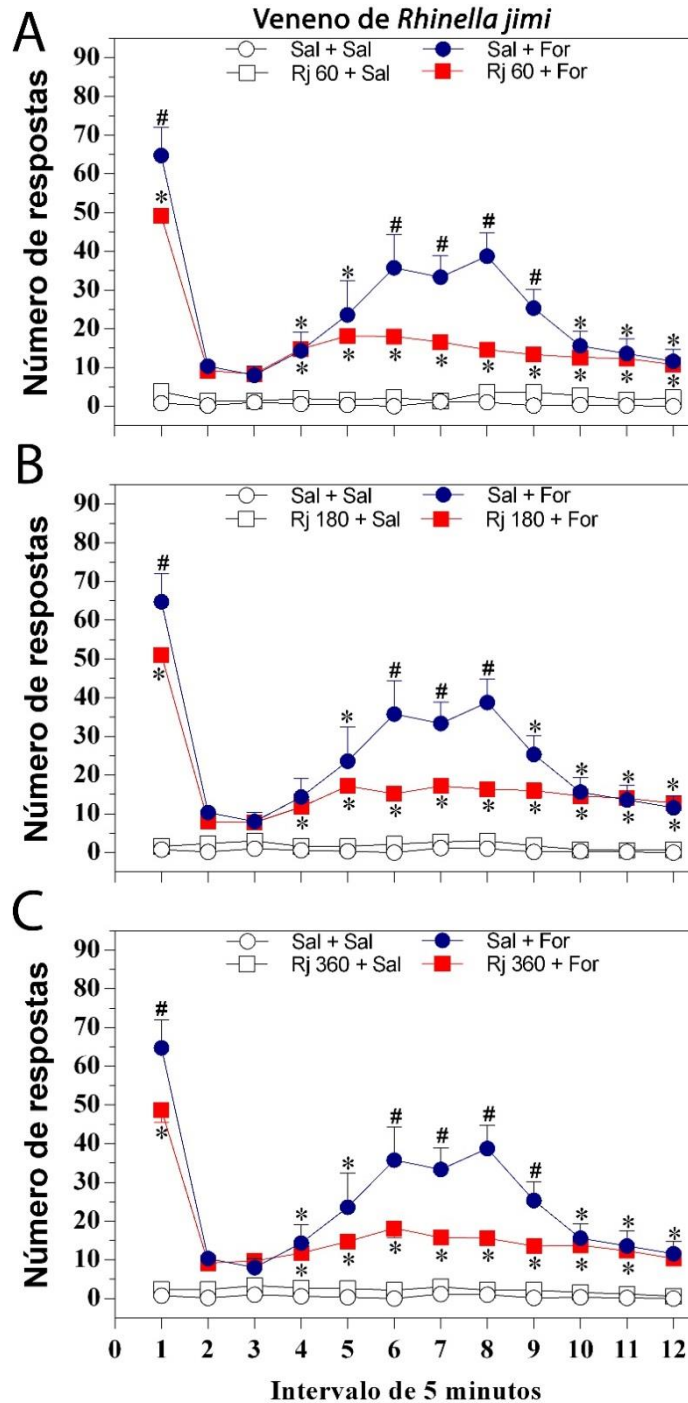 A
Veneno de Rhinella jimi
Sal + Sal Sal + For
Rj 60 + Sal Rj 60 + For
90
80
70
60
50
40
30
20
10
0
Número de respostas
# * * * * * # * # * # * # * * * * * * *
B
Sal + Sal Sal + For
Rj 180 + Sal Rj 180 + For
90
80
70
60
50
40
30
20
10
0
Número de respostas
# * * * * # * # * # * * * * * * * * *
C
Sal + Sal Sal + For
Rj 360 + Sal Rj 360 + For
90
80
70
60
50
40
30
20
10
0
Número de respostas
# * * * * * # * # * # * # * * * * * *
0 1 2 3 4 5 6 7 8 9 10 11 12
Intervalo de 5 minutos